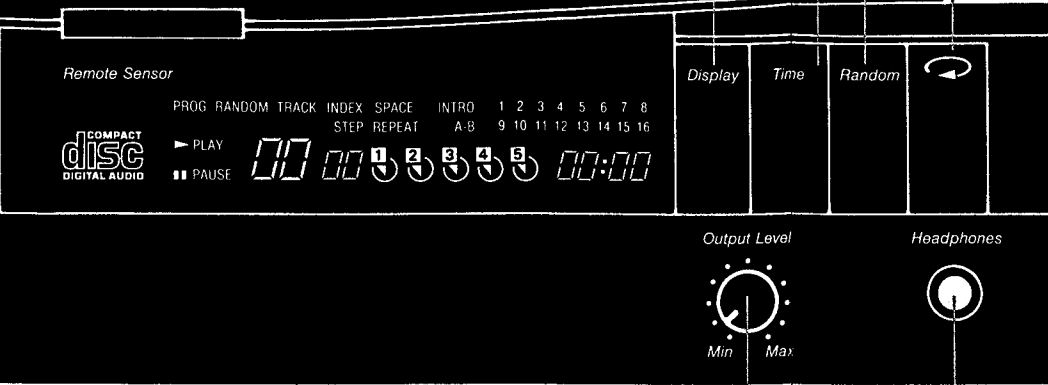 Display Time Random
Remote Sensor
PROG RANDOM TRACK INDEX SPACE INTRO 1 2 3 4 5 6 7 8
STEP REPEAT A-B 9 10 11 12 13 14 15 16
COMPACT
disc
DIGITAL AUDIO
PLAY
PAUSE
00 00 1 2 3 4 5 00:00
Output Level Headphones
Min Max